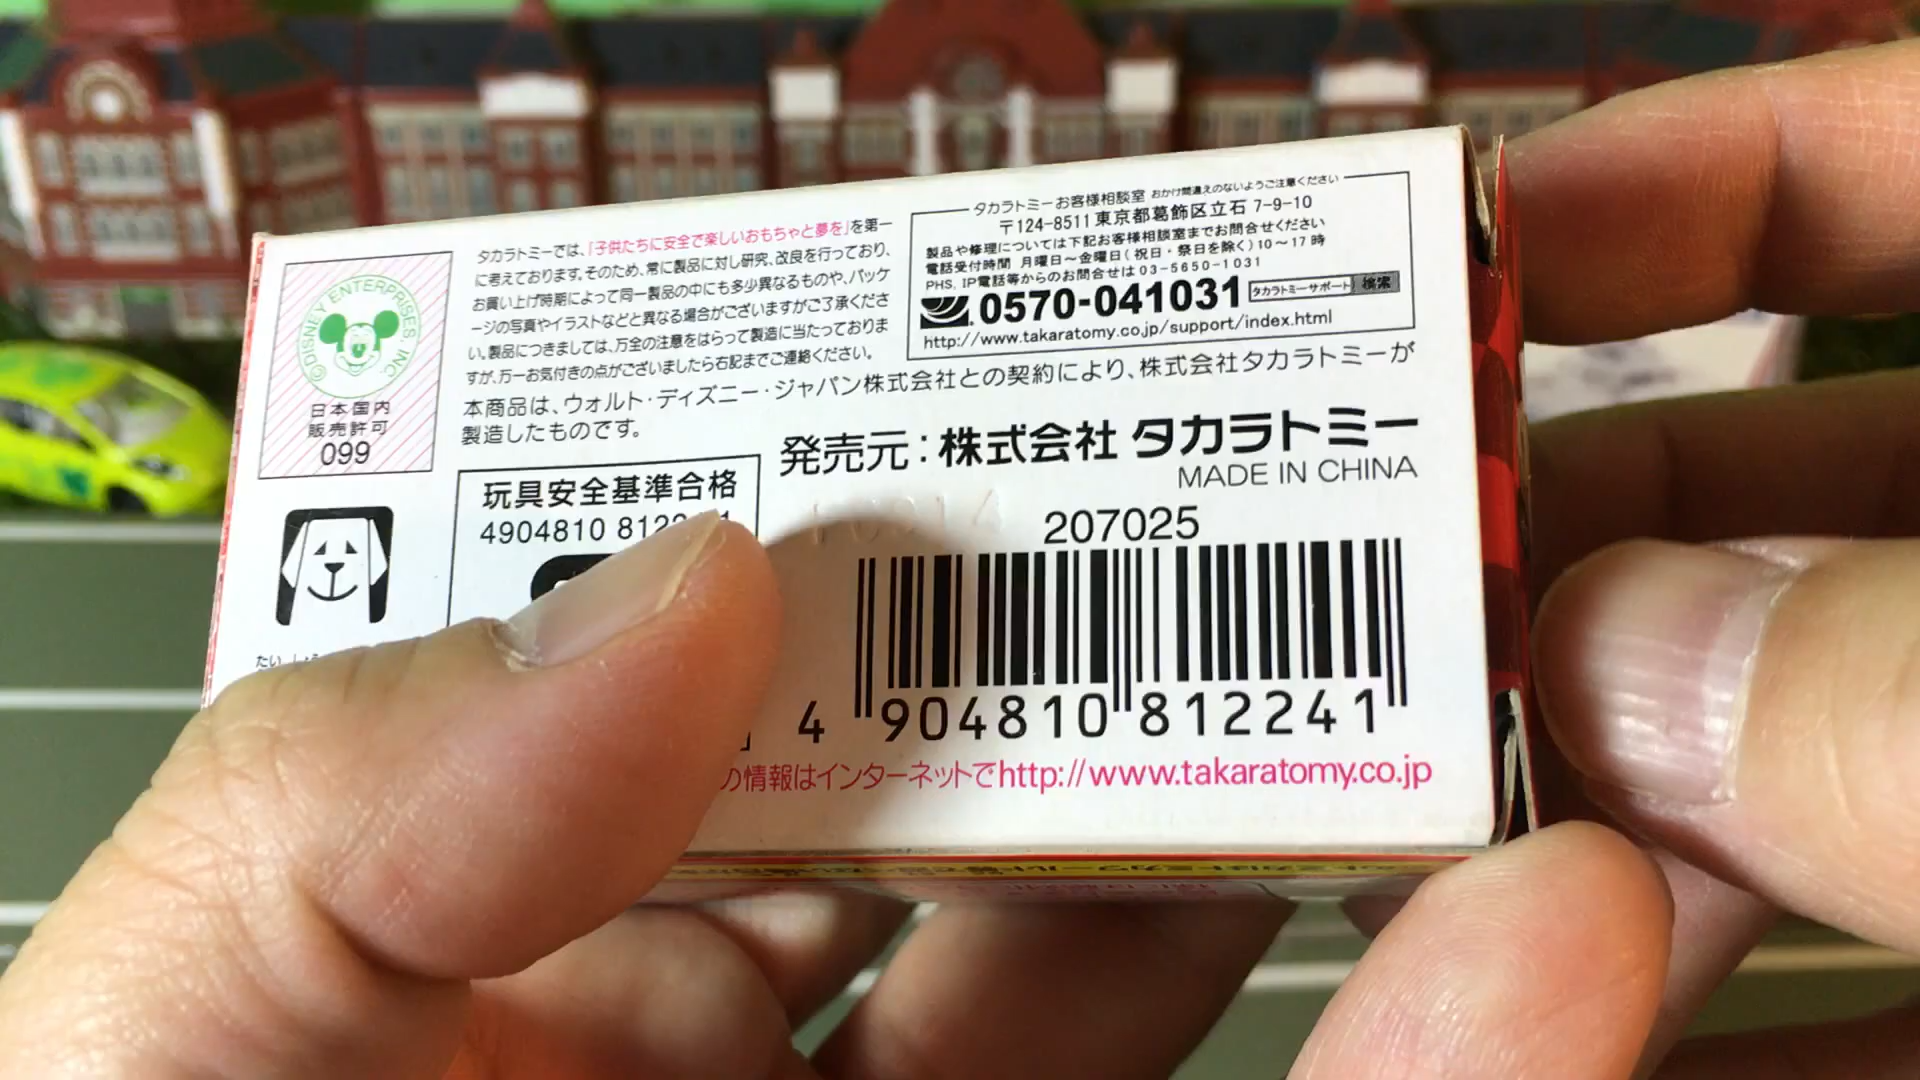 ©DISNEY ENTERPRISES, INC
日本国内
販売許可
099
タカラトミーでは、「子供たちに安全で楽しいおもちゃと夢を」を第一
に考えております。そのため、常に製品に対し研究、改良を行っており、
お買い上げ時期によって同一製品の中にも多少異なるものや、パッケ
ージの写真やイラストなどと異なる場合がございますがご了承くださ
い。製品につきましては、万全の注意をはらって製造に当たっておりま
すが、万一お気付きの点がございましたら右記までご連絡ください。
タカラトミーお客様相談室 おかけ間違えのないようご注意ください
〒124-8511 東京都葛飾区立石 7-9-10
製品や修理については下記お客様相談室までお問合せください
電話受付時間 月曜日〜金曜日(祝日・祭日を除く)10〜17時
PHS, IP電話等からのお問合せは 03-5650-1031
0570-041031 タカラトミーサポート 検索
http://www.takaratomy.co.jp/support/index.html
本商品は、ウォルト・ディズニー・ジャパン株式会社との契約により、株式会社タカラトミーが
製造したものです。
発売元:株式会社 タカラトミー
MADE IN CHINA
玩具安全基準合格
4904810
207025
4 904810 812241
の情報はインターネットでhttp://www.takaratomy.co.jp